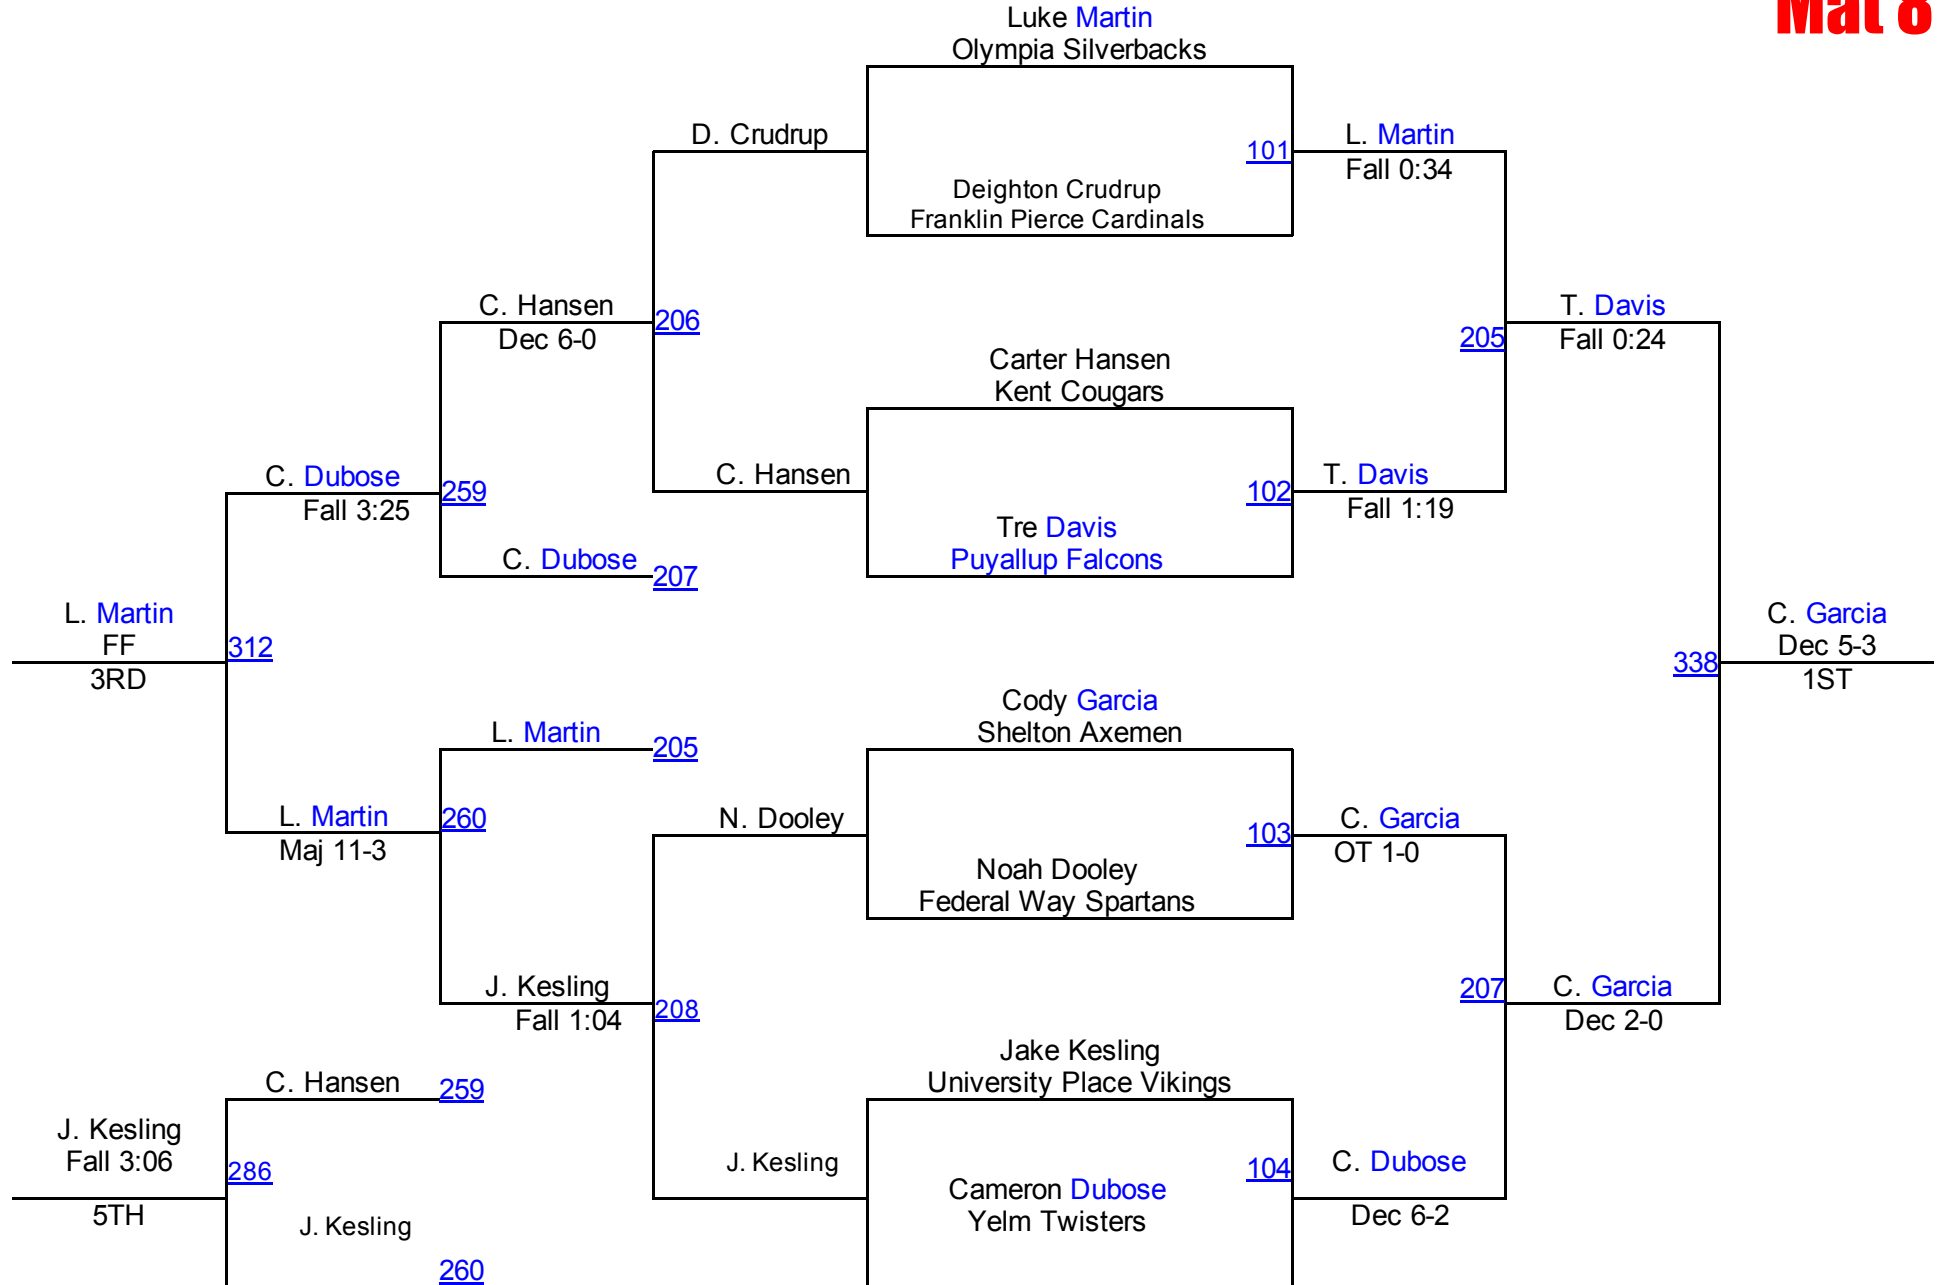 Mat 8
Luke Martin
Olympia Silverbacks
D. Crudrup
101
L. Martin
Fall 0:34
Deighton Crudrup
Franklin Pierce Cardinals
C. Hansen
Dec 6-0
206
T. Davis
Fall 0:24
205
Carter Hansen
Kent Cougars
C. Dubose
Fall 3:25
259
C. Hansen
102
T. Davis
Fall 1:19
Tre Davis
Puyallup Falcons
C. Dubose
207
L. Martin
FF
3RD
312
C. Garcia
Dec 5-3
1ST
338
Cody Garcia
Shelton Axemen
L. Martin
205
L. Martin
Maj 11-3
260
N. Dooley
103
C. Garcia
OT 1-0
Noah Dooley
Federal Way Spartans
J. Kesling
Fall 1:04
208
207
C. Garcia
Dec 2-0
Jake Kesling
University Place Vikings
C. Hansen
259
J. Kesling
Fall 3:06
5TH
286
J. Kesling
104
C. Dubose
Dec 6-2
Cameron Dubose
Yelm Twisters
J. Kesling
260